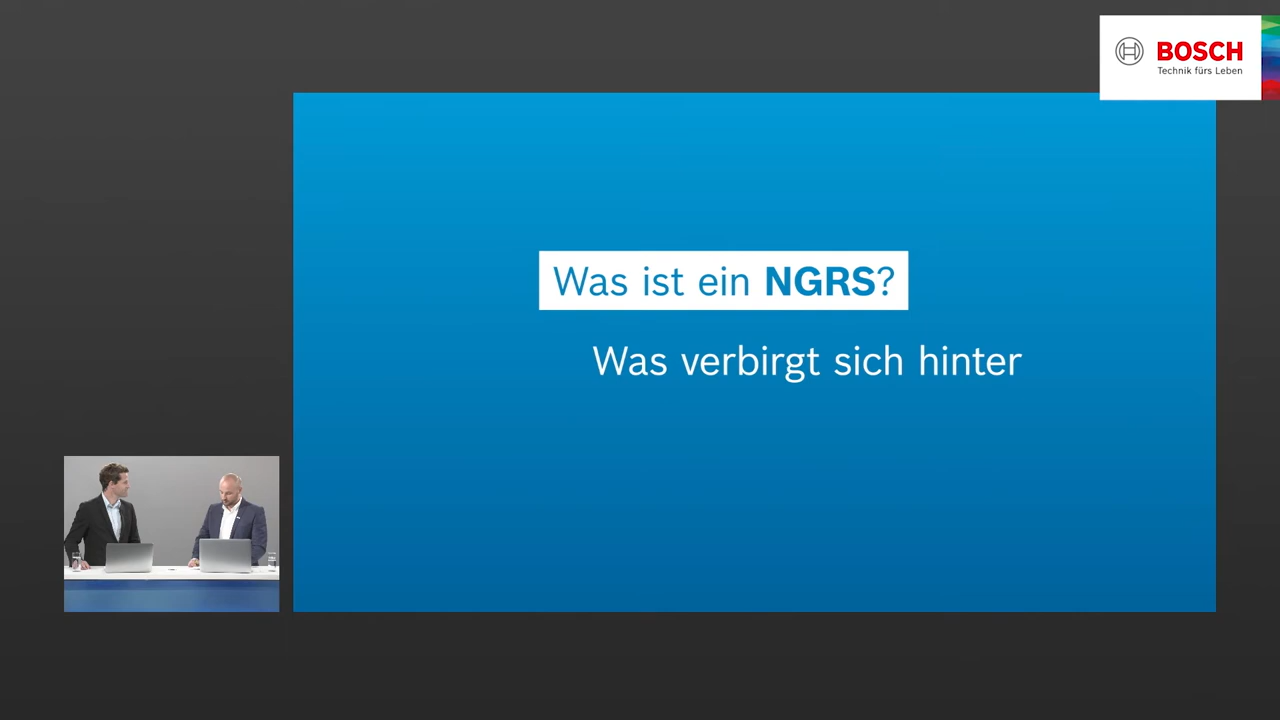 BOSCH
Technik fürs Leben
Was ist ein NGRS?
Was verbirgt sich hinter